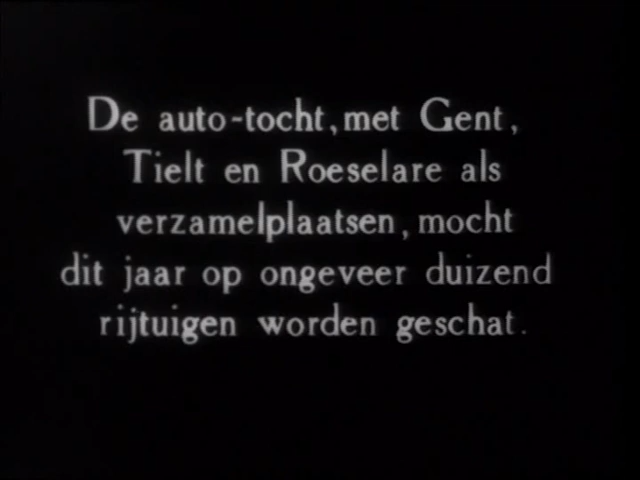 De auto-tocht, met Gent,
Tielt en Roeselare als
verzamelplaatsen, mocht
dit jaar op ongeveer duizend
rijtuigen worden geschat.